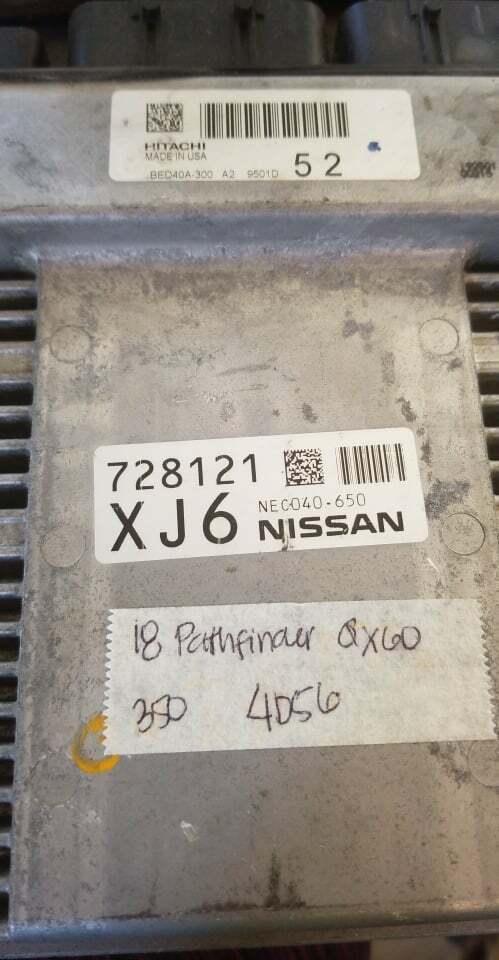 HITACHI
MADE IN USA
BED40A-300 A2 9501D 52
728121
NEC040-650
XJ6 NISSAN
18 Pathfinder QX60
350 4D56